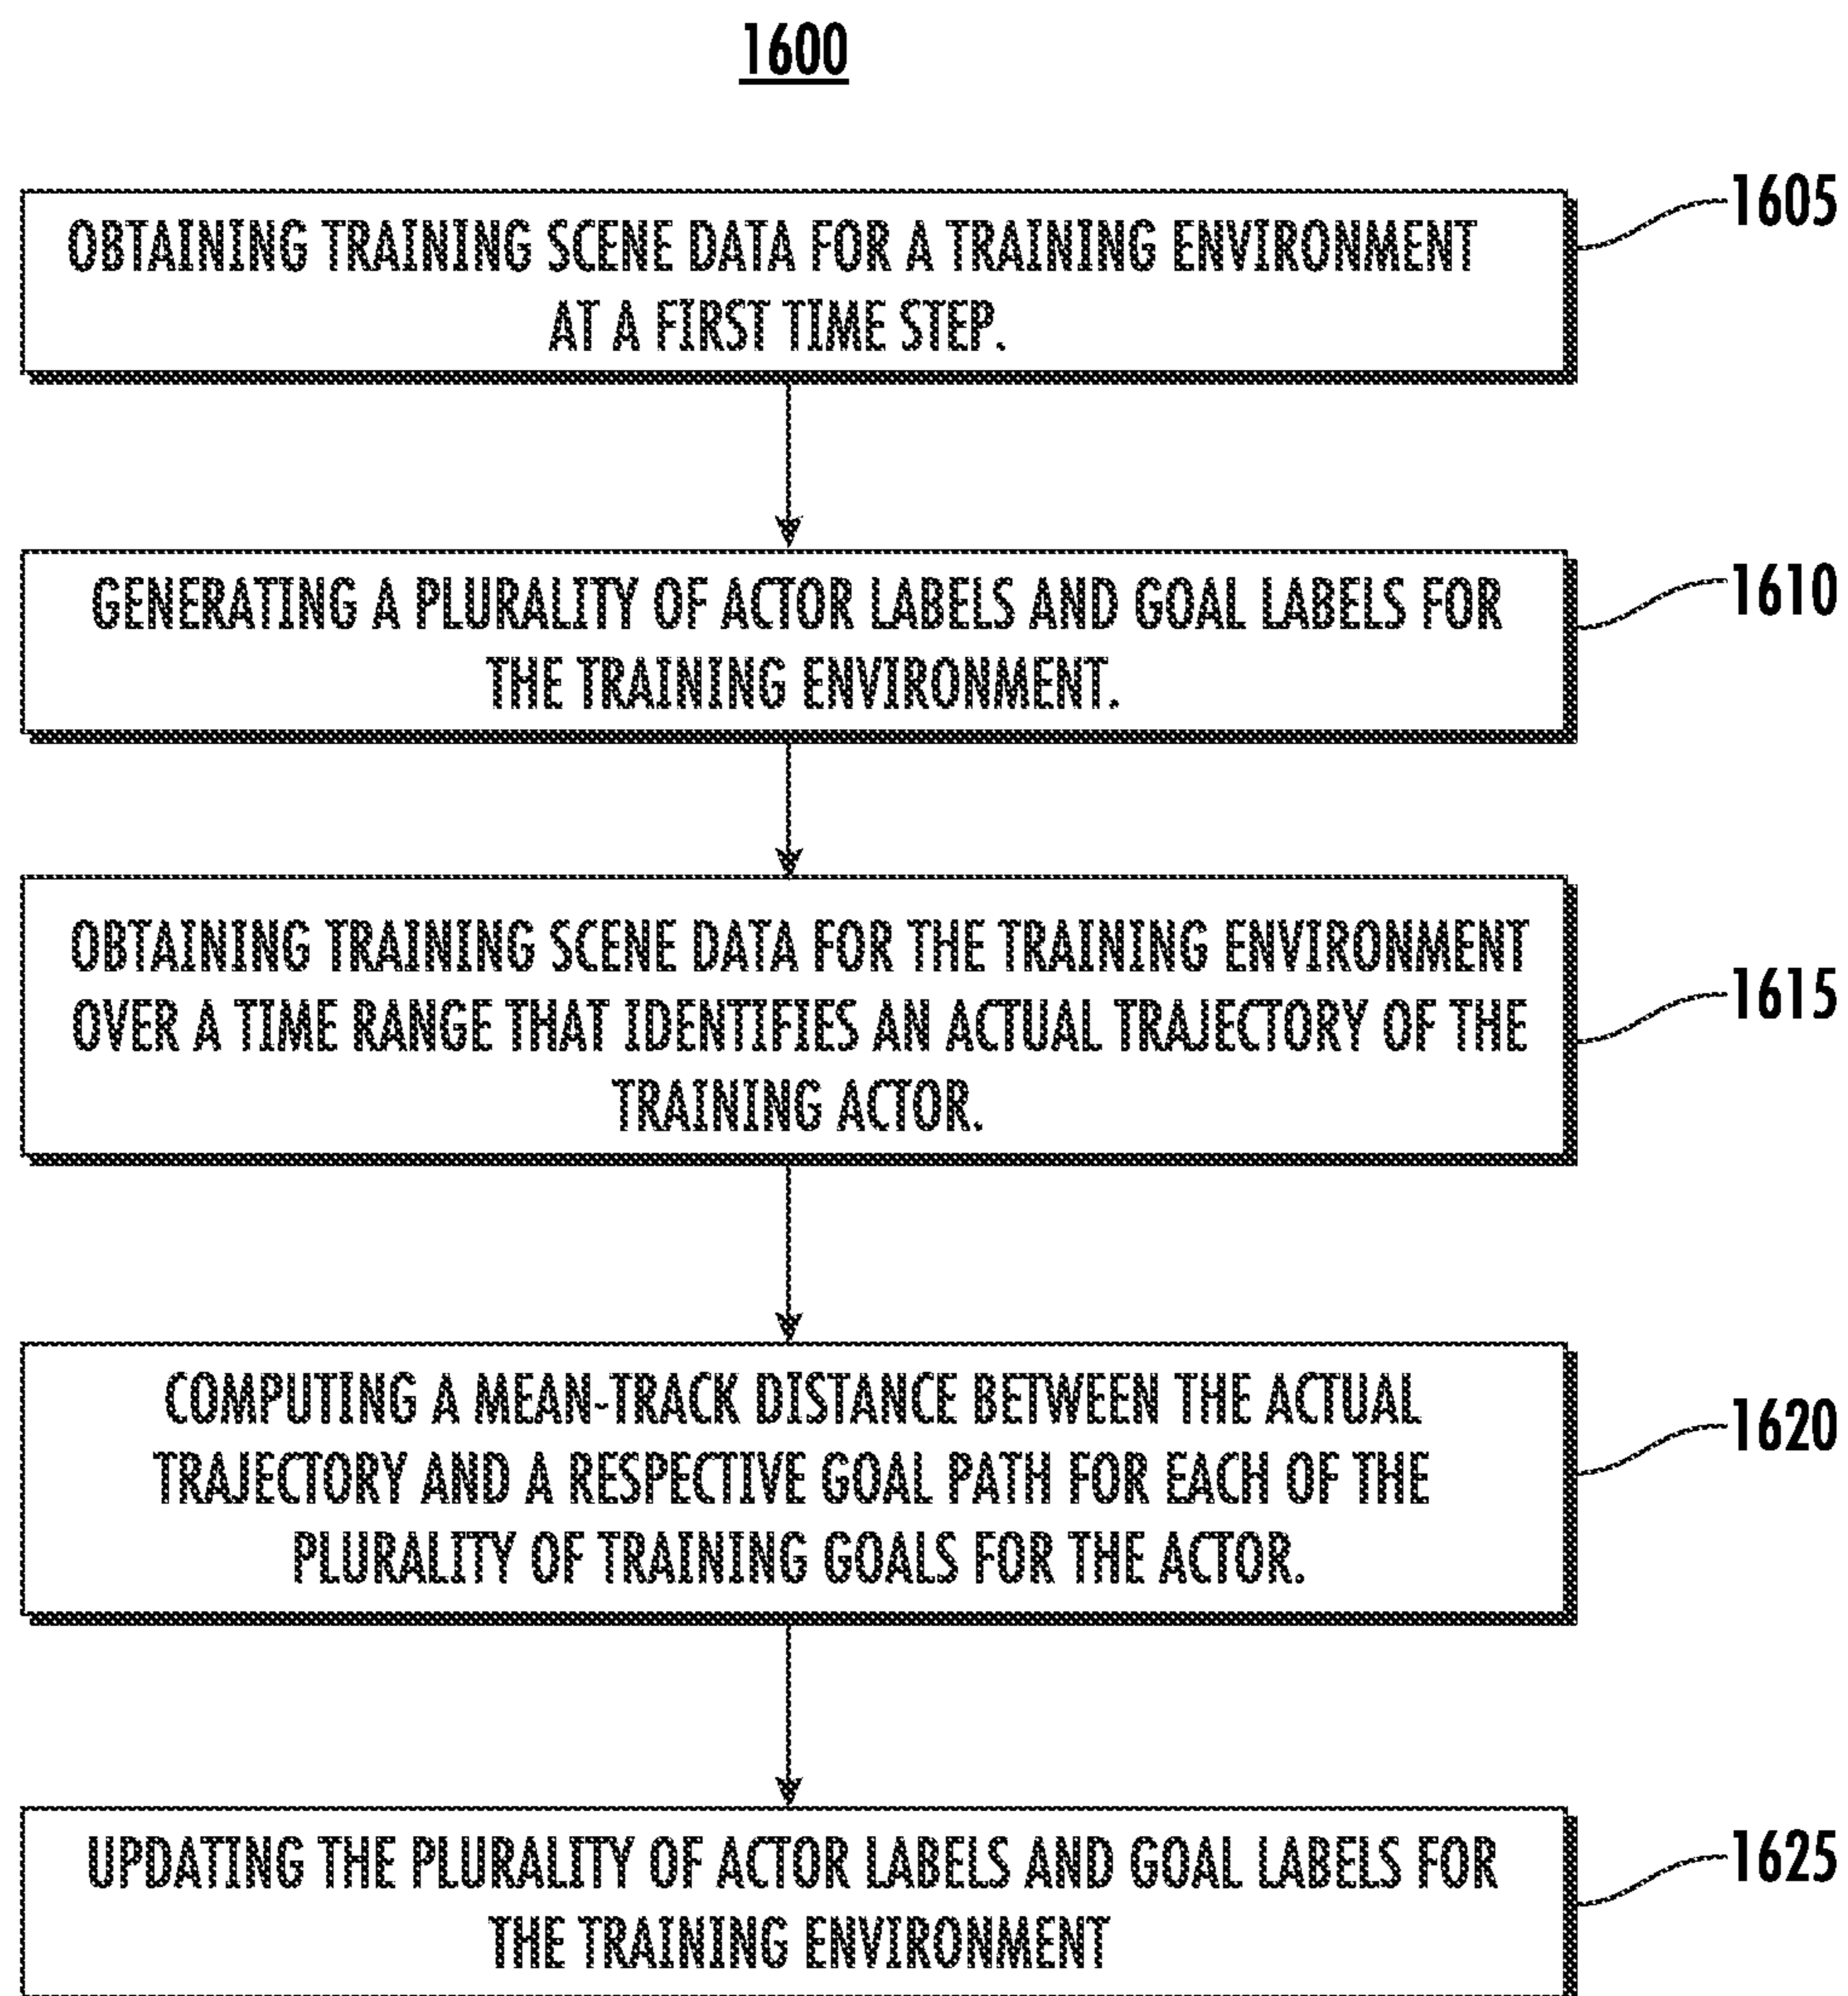 1600
OBTAINING TRAINING SCENE DATA FOR A TRAINING ENVIRONMENT
AT A FIRST TIME STEP.
1605
GENERATING A PLURALITY OF ACTOR LABELS AND GOAL LABELS FOR
THE TRAINING ENVIRONMENT.
1610
OBTAINING TRAINING SCENE DATA FOR THE TRAINING ENVIRONMENT
OVER A TIME RANGE THAT IDENTIFIES AN ACTUAL TRAJECTORY OF THE
TRAINING ACTOR.
1615
COMPUTING A MEAN-TRACK DISTANCE BETWEEN THE ACTUAL
TRAJECTORY AND A RESPECTIVE GOAL PATH FOR EACH OF THE
PLURALITY OF TRAINING GOALS FOR THE ACTOR.
1620
UPDATING THE PLURALITY OF ACTOR LABELS AND GOAL LABELS FOR
THE TRAINING ENVIRONMENT
1625